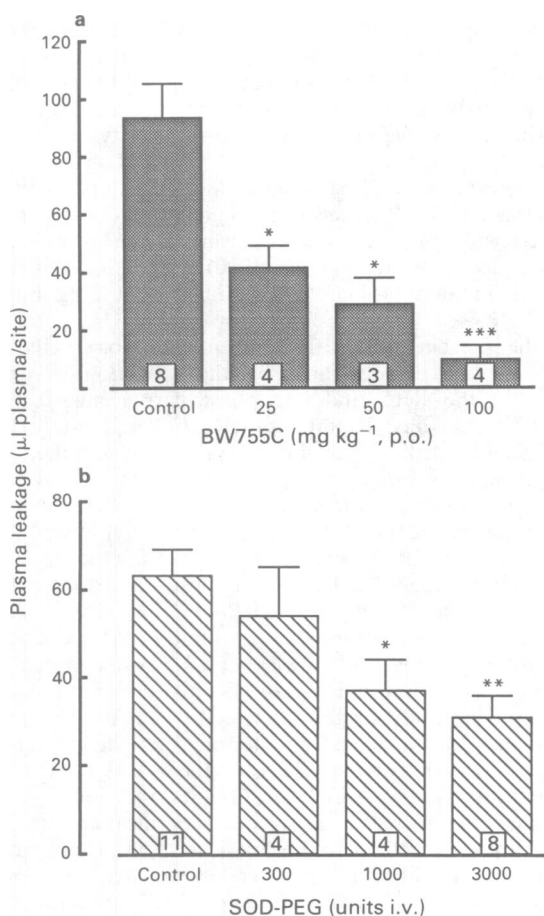 a
120
100
80
60
40
20
* * ***
8 4 3 4
Control 25 50 100
BW755C (mg kg⁻¹, p.o.)
Plasma leakage (µl plasma/site)
b
80
60
40
20
0
* **
11 4 4 8
Control 300 1000 3000
SOD-PEG (units i.v.)